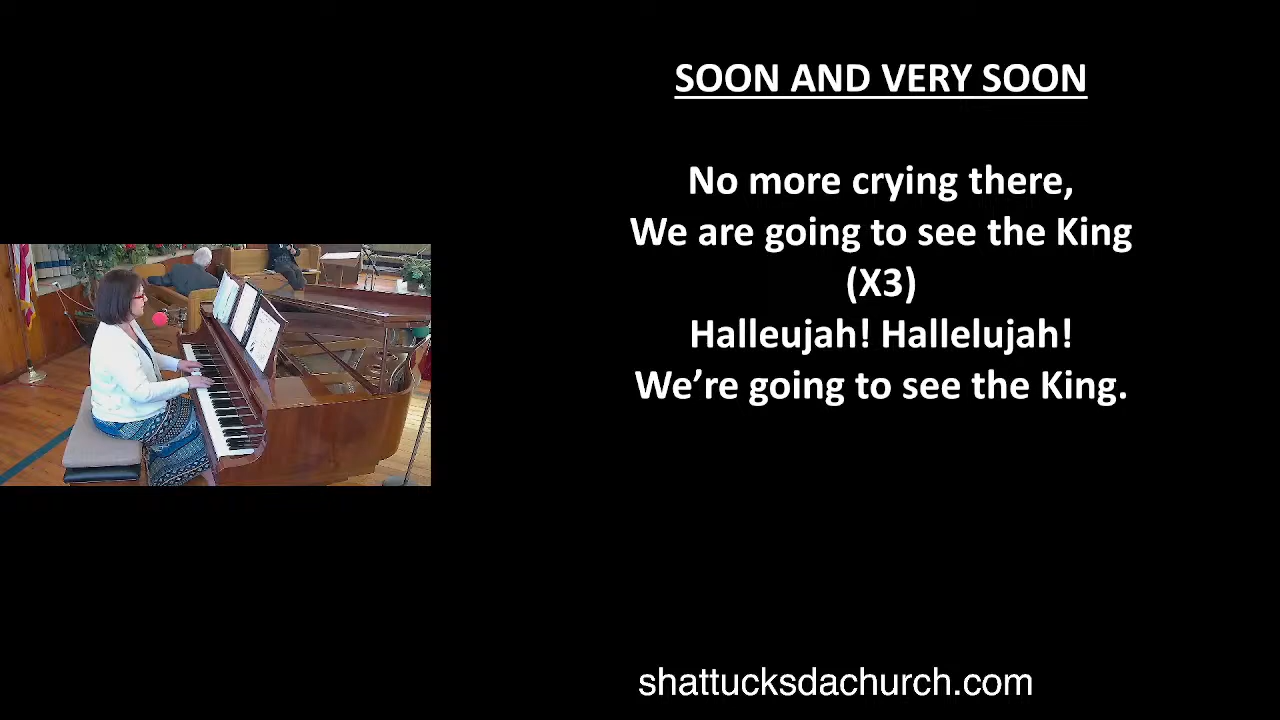 SOON AND VERY SOON
No more crying there,
We are going to see the King
(X3)
Halleujah! Hallelujah!
We’re going to see the King.
shattucksdachurch.com